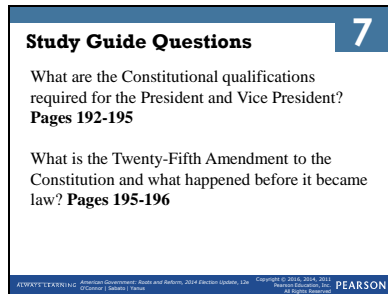 7
Study Guide Questions
What are the Constitutional qualifications
required for the President and Vice President?
Pages 192-195
What is the Twenty-Fifth Amendment to the
Constitution and what happened before it became
law? Pages 195-196
ALWAYS LEARNING
American Government: Roots and Reform, 2014 Election Update, 12e
O'Connor | Sabato | Yanus
Copyright © 2016, 2014, 2011
Pearson Education, Inc.
All Rights Reserved
PEARSON